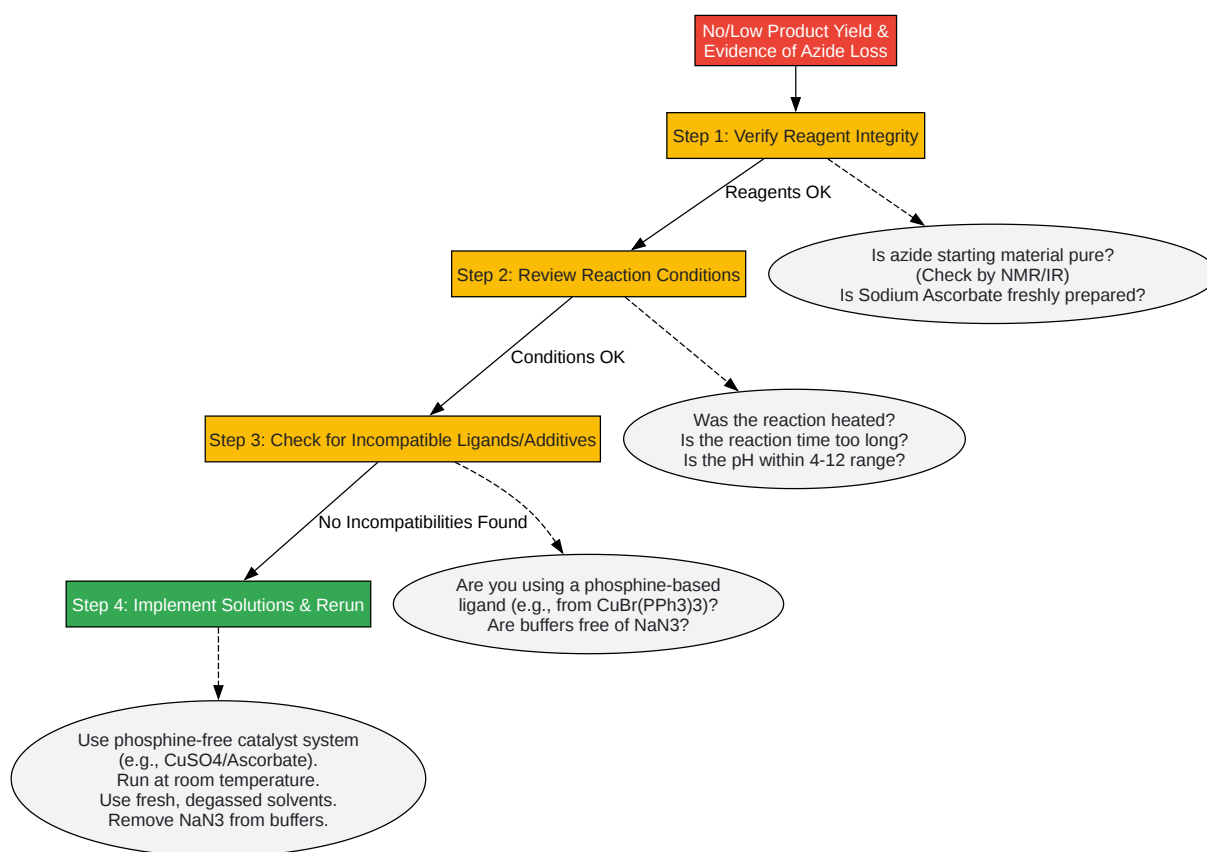 No/Low Product Yield &
Evidence of Azide Loss
Step 1: Verify Reagent Integrity
Reagents OK
Is azide starting material pure?
(Check by NMR/IR)
Is Sodium Ascorbate freshly prepared?
Step 2: Review Reaction Conditions
Conditions OK
Was the reaction heated?
Is the reaction time too long?
Is the pH within 4-12 range?
Step 3: Check for Incompatible Ligands/Additives
No Incompatibilities Found
Are you using a phosphine-based
ligand (e.g., from CuBr(PPh3)3)?
Are buffers free of NaN3?
Step 4: Implement Solutions & Rerun
Use phosphine-free catalyst system
(e.g., CuSO4/Ascorbate).
Run at room temperature.
Use fresh, degassed solvents.
Remove NaN3 from buffers.